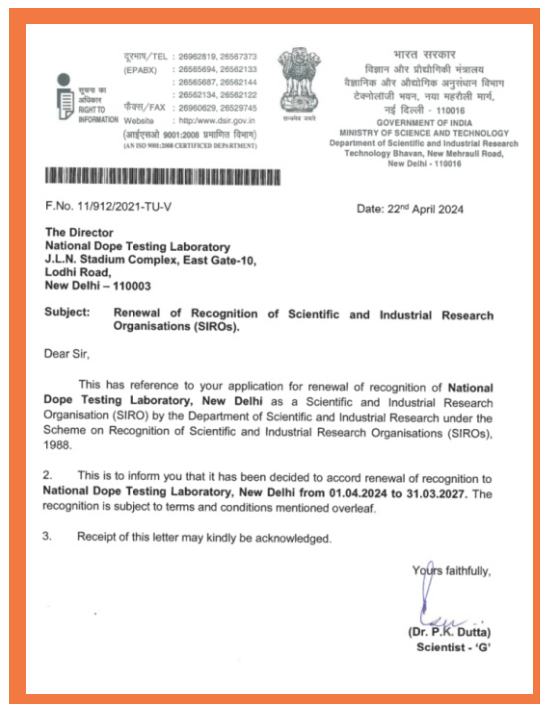 सूचना का
अधिकार
RIGHT TO
INFORMATION
दूरभाष/TEL : 26962819, 26567373
(EPABX) : 26565694, 26562133
: 26565687, 26562144
: 26562134, 26562122
फैक्स/FAX : 26960629, 26529745
Website : http:/www.dsir.gov.in
(आईएसओ 9001:2008 प्रमाणित विभाग)
(AN ISO 9001:2008 CERTIFIED DEPARTMENT)
सत्यमेव जयते
भारत सरकार
विज्ञान और प्रौद्योगिकी मंत्रालय
वैज्ञानिक और औद्योगिक अनुसंधान विभाग
टेक्नोलॉजी भवन, नया महरौली मार्ग,
नई दिल्ली - 110016
GOVERNMENT OF INDIA
MINISTRY OF SCIENCE AND TECHNOLOGY
Department of Scientific and Industrial Research
Technology Bhavan, New Mehrauli Road,
New Delhi - 110016
F.No. 11/912/2021-TU-V
Date: 22nd April 2024
The Director
National Dope Testing Laboratory
J.L.N. Stadium Complex, East Gate-10,
Lodhi Road,
New Delhi – 110003
Subject: Renewal of Recognition of Scientific and Industrial Research
Organisations (SIROs).
Dear Sir,
This has reference to your application for renewal of recognition of National
Dope Testing Laboratory, New Delhi as a Scientific and Industrial Research
Organisation (SIRO) by the Department of Scientific and Industrial Research under the
Scheme on Recognition of Scientific and Industrial Research Organisations (SIROs),
1988.
2. This is to inform you that it has been decided to accord renewal of recognition to
National Dope Testing Laboratory, New Delhi from 01.04.2024 to 31.03.2027. The
recognition is subject to terms and conditions mentioned overleaf.
3. Receipt of this letter may kindly be acknowledged.
Yours faithfully,
(Dr. P.K. Dutta)
Scientist - 'G'